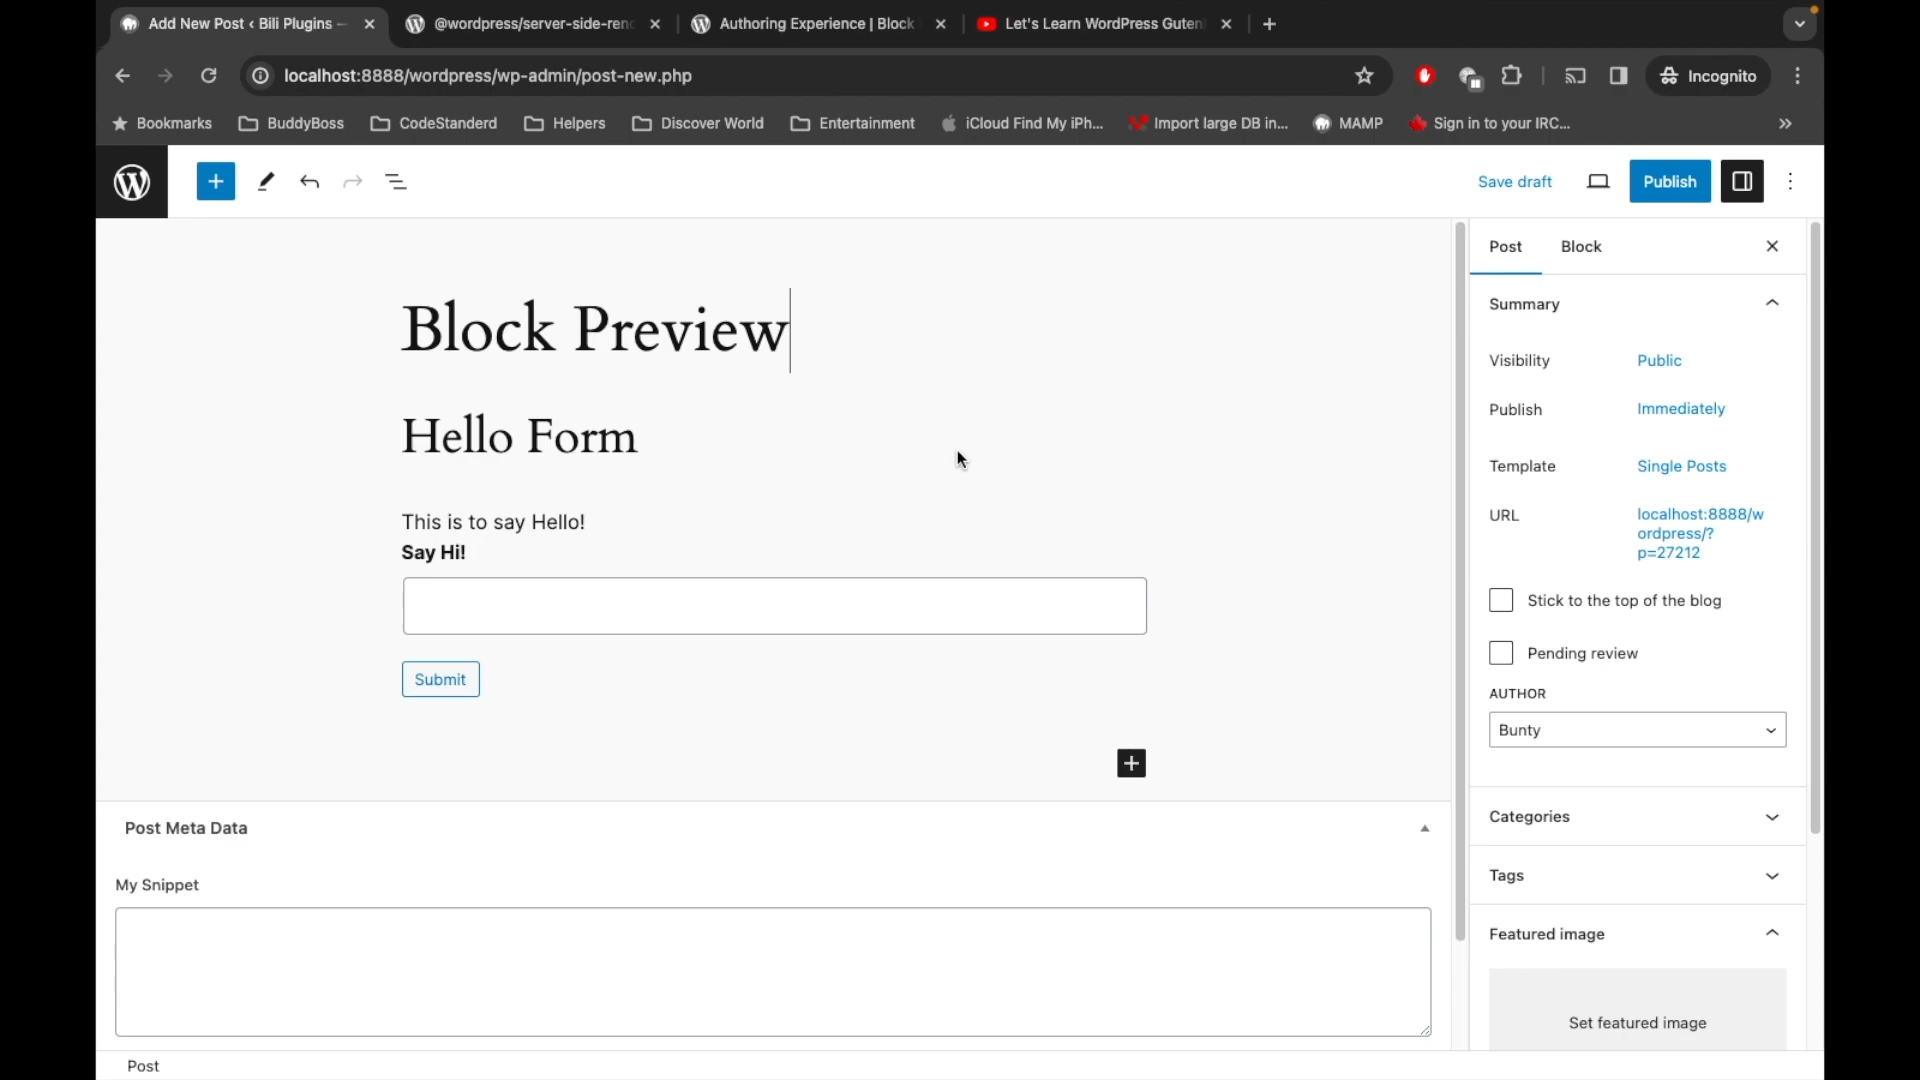 Add New Post ‹ Bili Plugins —
@wordpress/server-side-ren
Authoring Experience | Block
Let's Learn WordPress Guten
localhost:8888/wordpress/wp-admin/post-new.php
Incognito
Bookmarks
BuddyBoss
CodeStanderd
Helpers
Discover World
Entertainment
iCloud Find My iPh...
Import large DB in...
MAMP
Sign in to your IRC...
Save draft
Publish
Post
Block
Block Preview
Hello Form
This is to say Hello!
Say Hi!
Submit
Summary
Visibility
Public
Publish
Immediately
Template
Single Posts
URL
localhost:8888/w
ordpress/?
p=27212
Stick to the top of the blog
Pending review
AUTHOR
Bunty
Categories
Tags
Featured image
Set featured image
Post Meta Data
My Snippet
Post